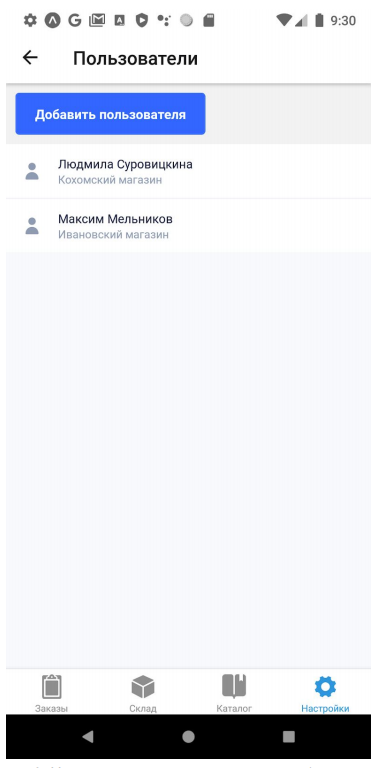 9:30
Пользователи
Добавить пользователя
Людмила Суровицкина
Кохомский магазин
Максим Мельников
Ивановский магазин
Заказы Склад Каталог Настройки